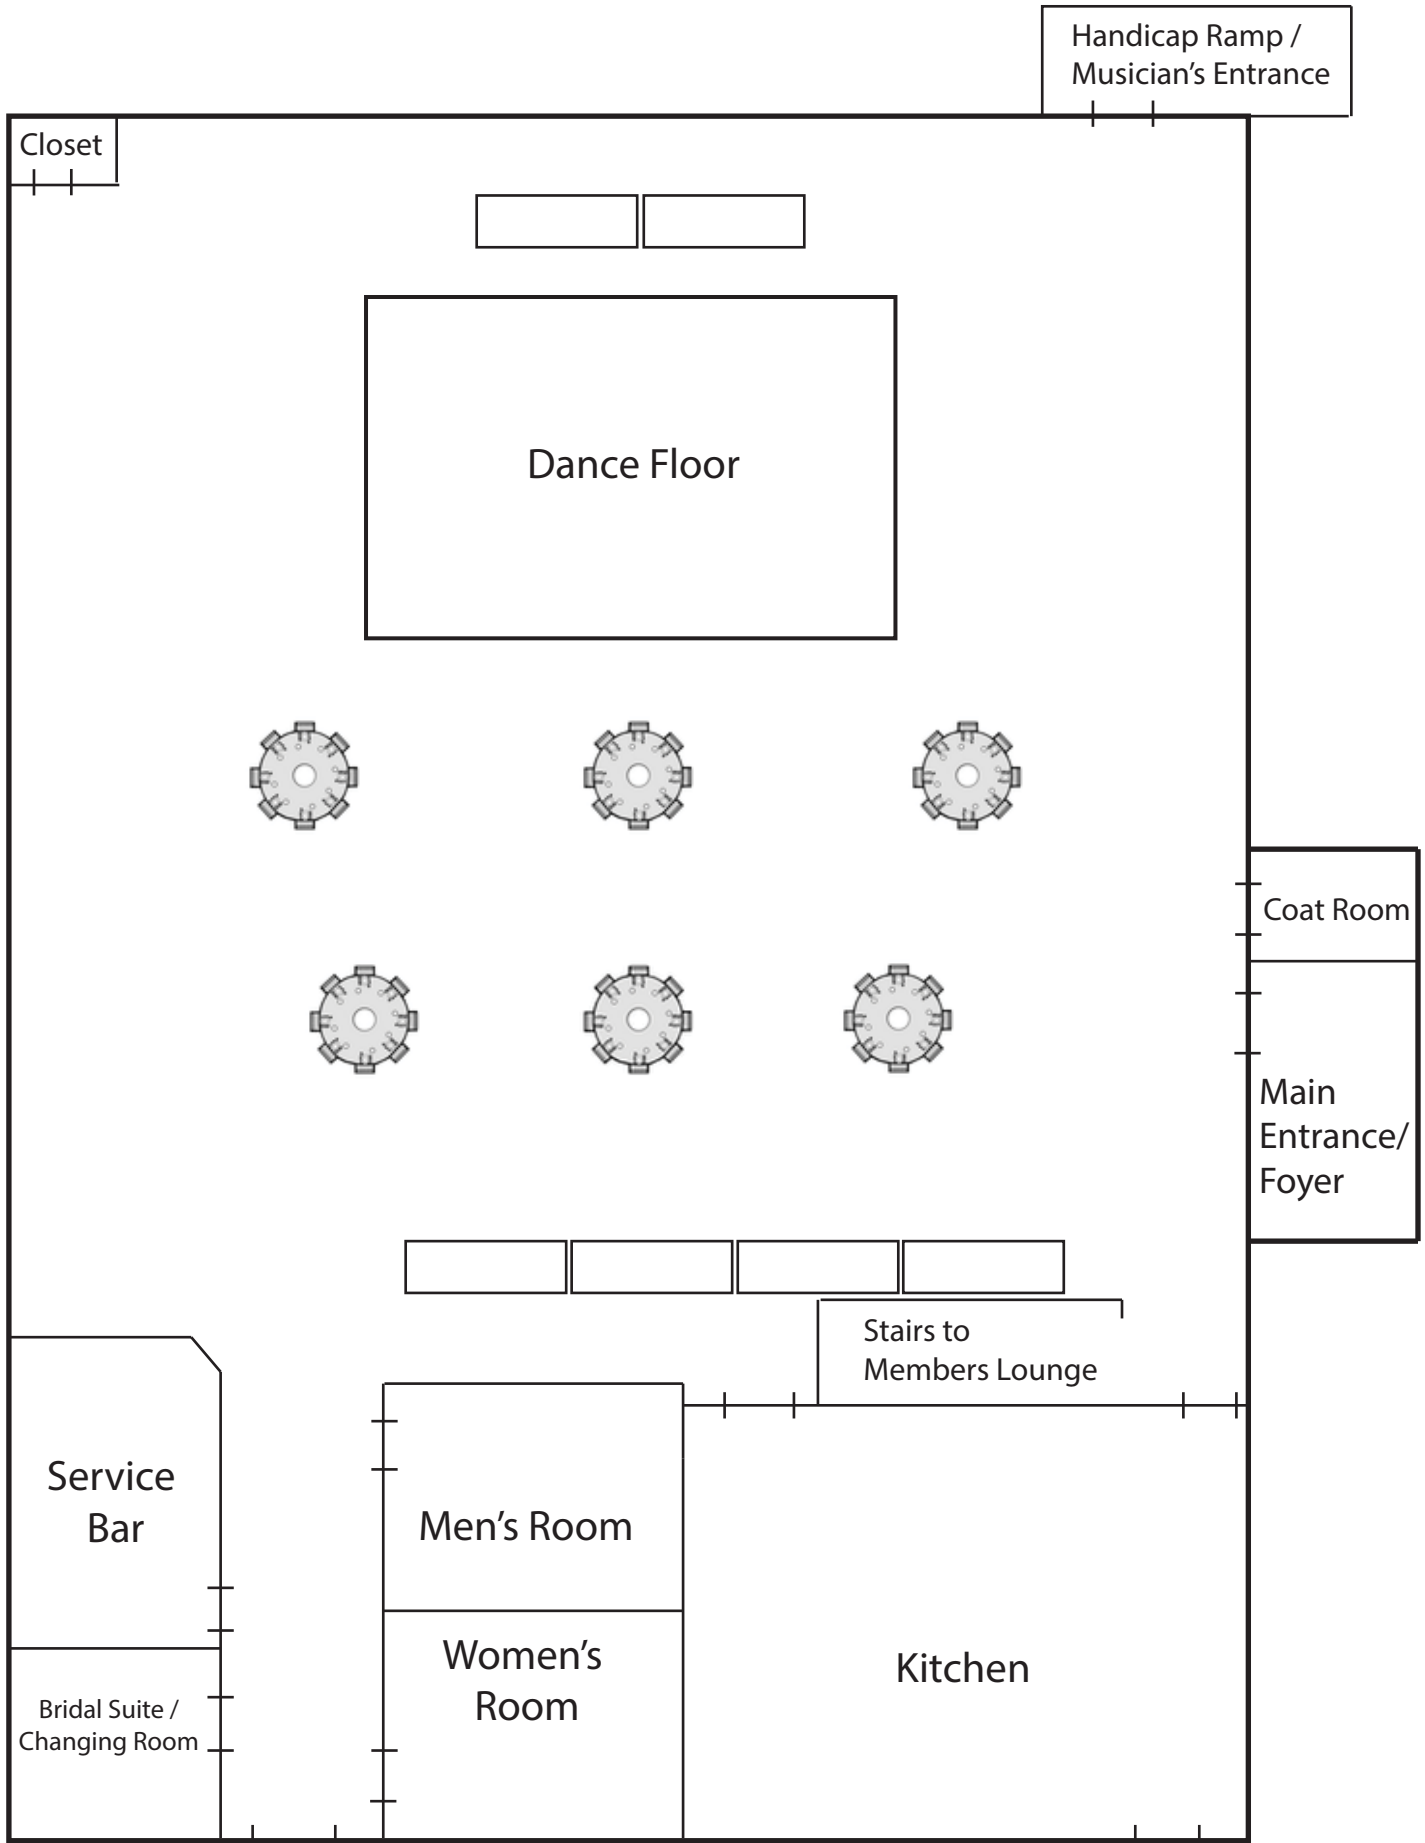 Handicap Ramp /
Musician's Entrance
Closet
Dance Floor
Coat Room
Main
Entrance/
Foyer
Stairs to
Members Lounge
Service
Bar
Men's Room
Women's
Room
Kitchen
Bridal Suite /
Changing Room